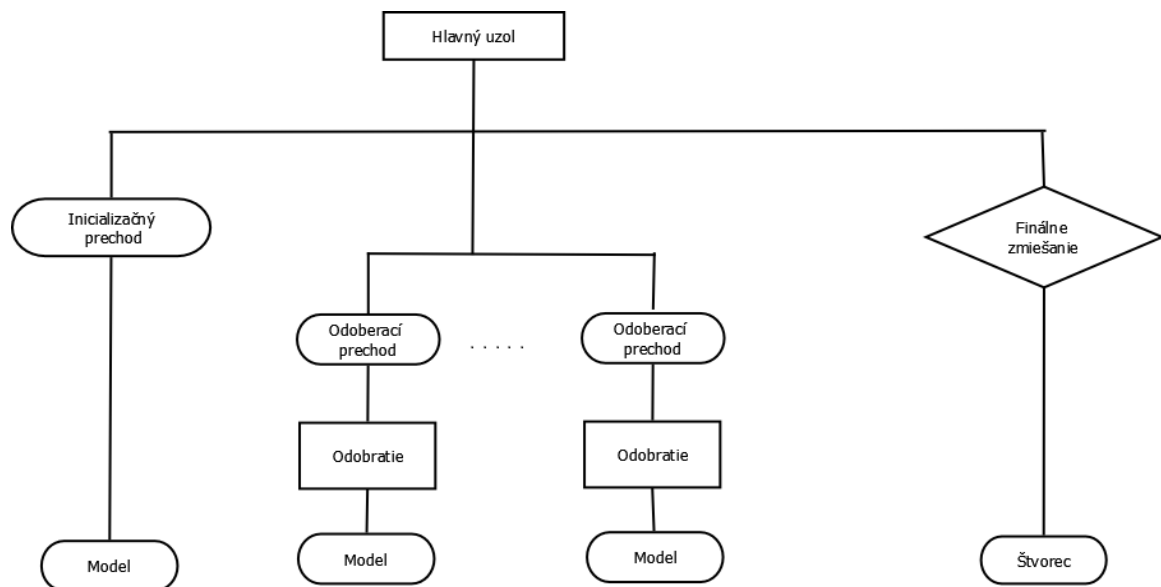 Hlavný uzol
Inicializačný
prechod
Finálne
zmiešanie
Odoberací
prechod
. . . . .
Odoberací
prechod
Odobratie
Odobratie
Model
Model
Model
Štvorec